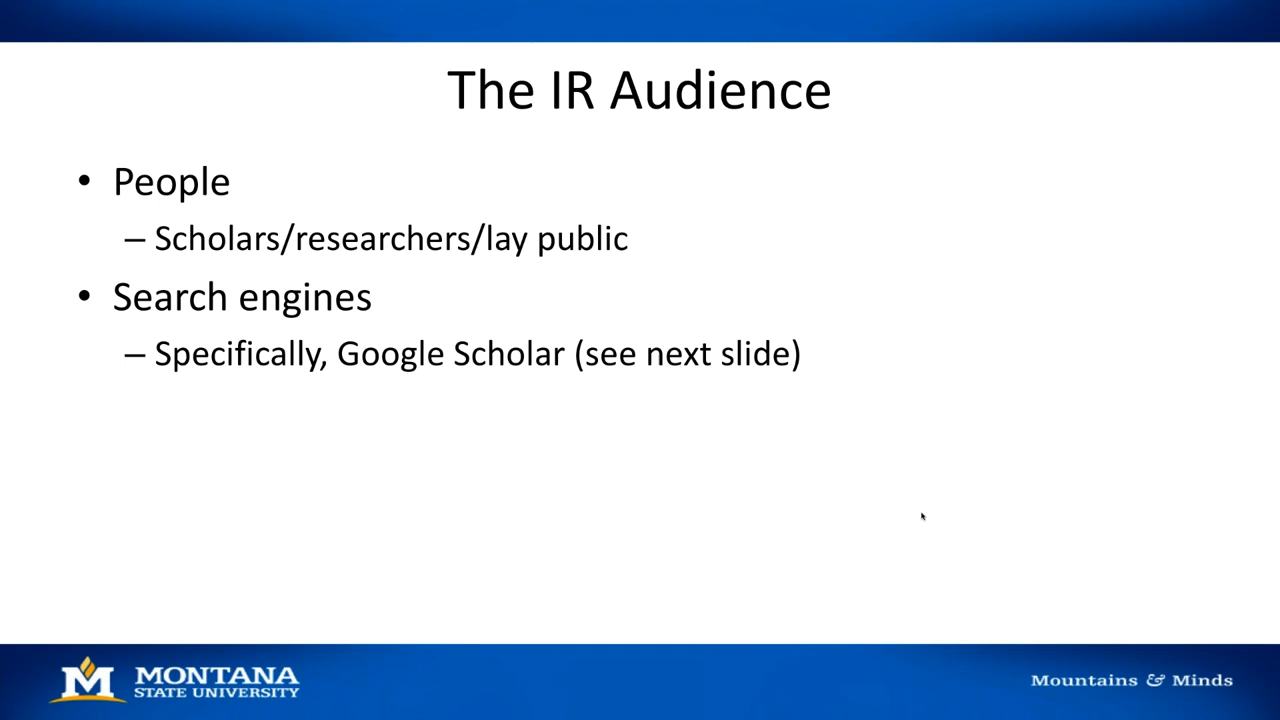 The IR Audience
• People
– Scholars/researchers/lay public
• Search engines
– Specifically, Google Scholar (see next slide)
M MONTANA
STATE UNIVERSITY
Mountains & Minds